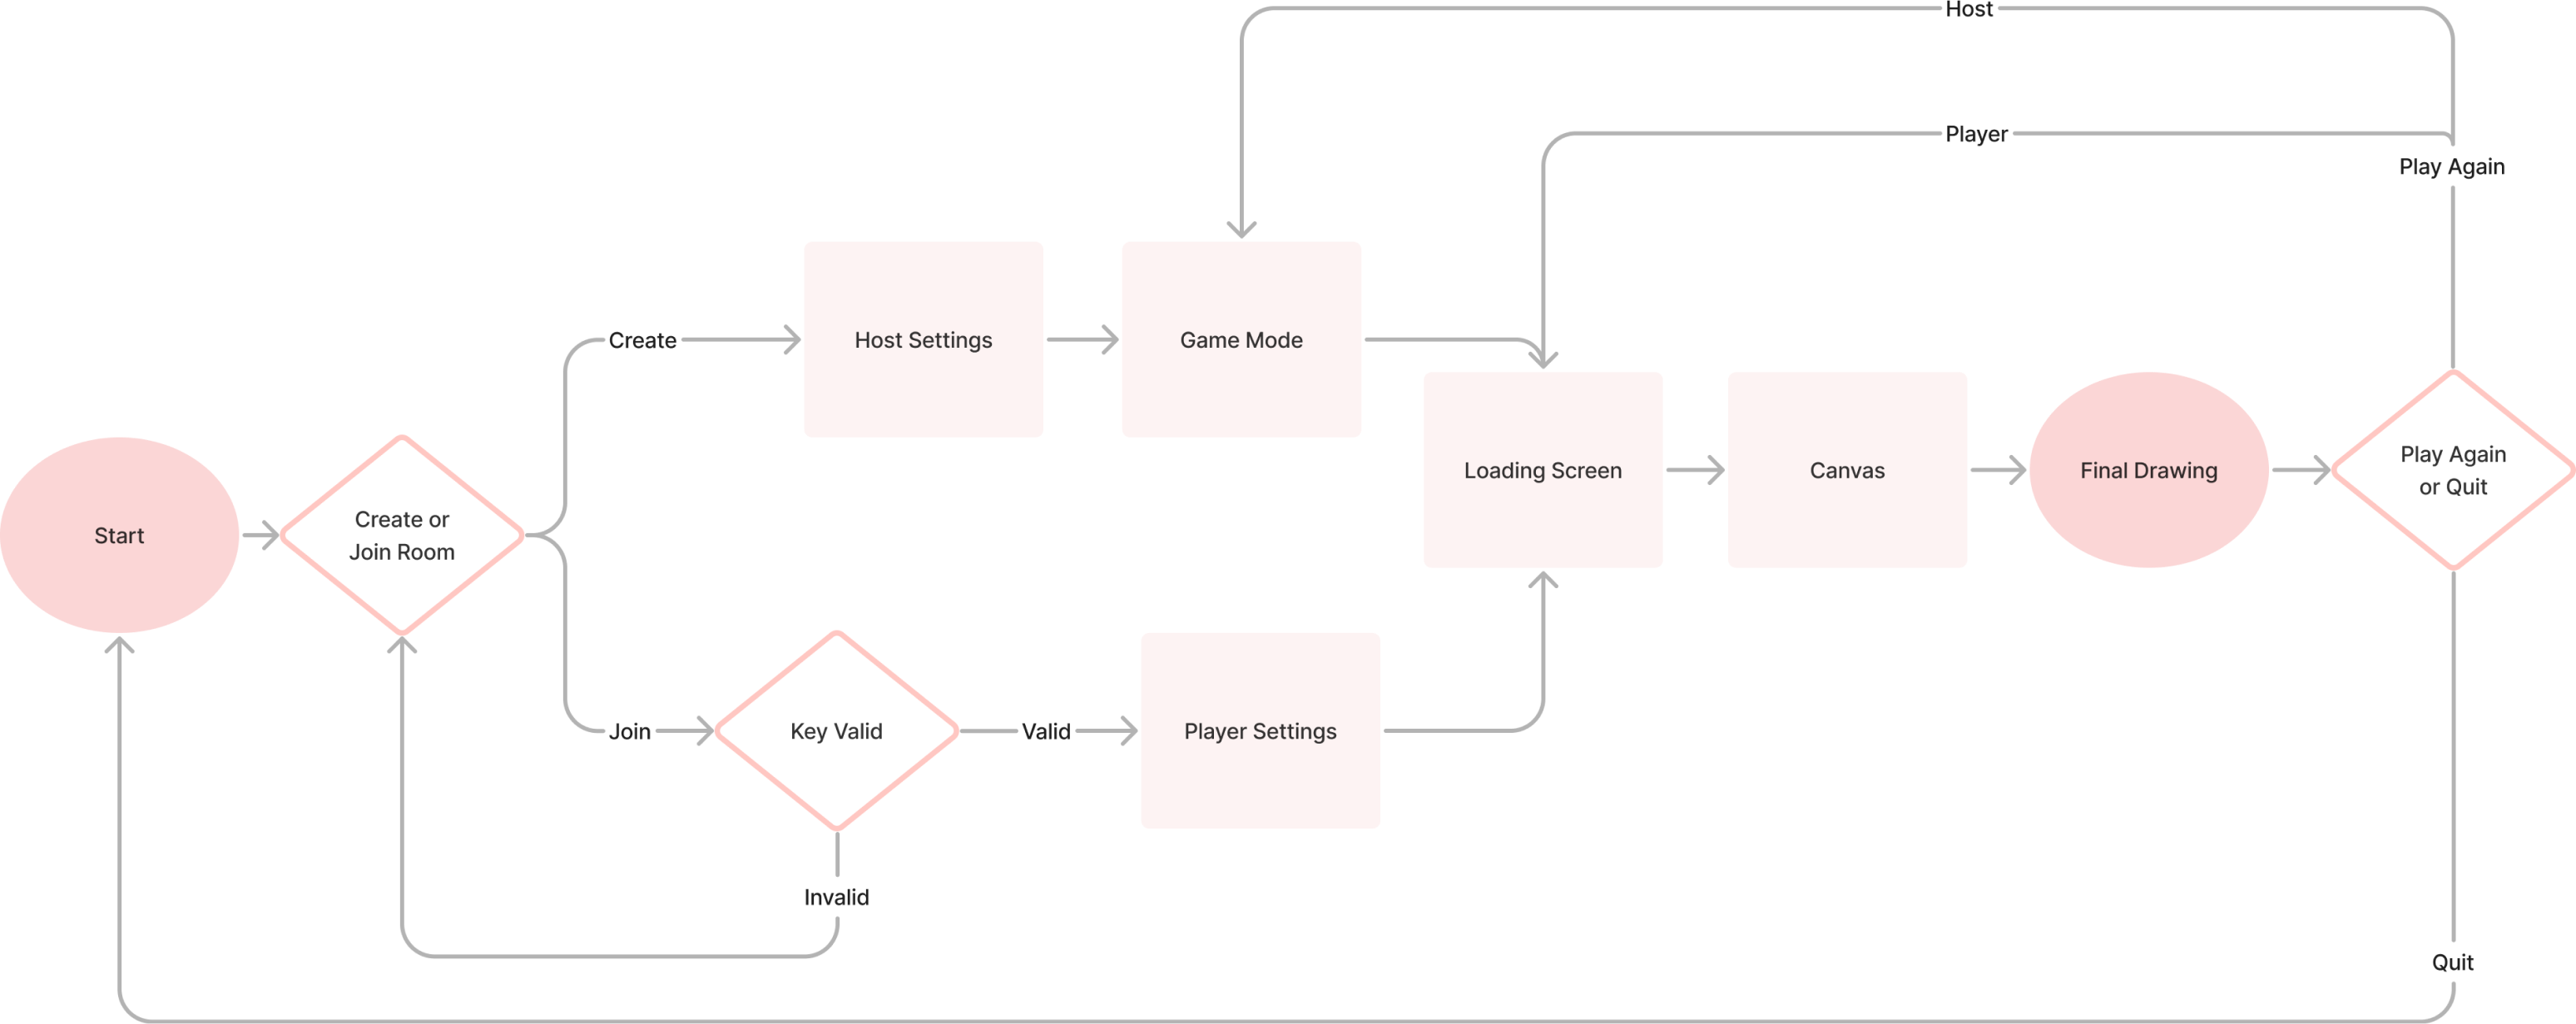 Host
Player
Play Again
Create
Host Settings
Game Mode
Start
Create or
Join Room
Loading Screen
Canvas
Final Drawing
Play Again
or Quit
Join
Key Valid
Valid
Player Settings
Invalid
Quit